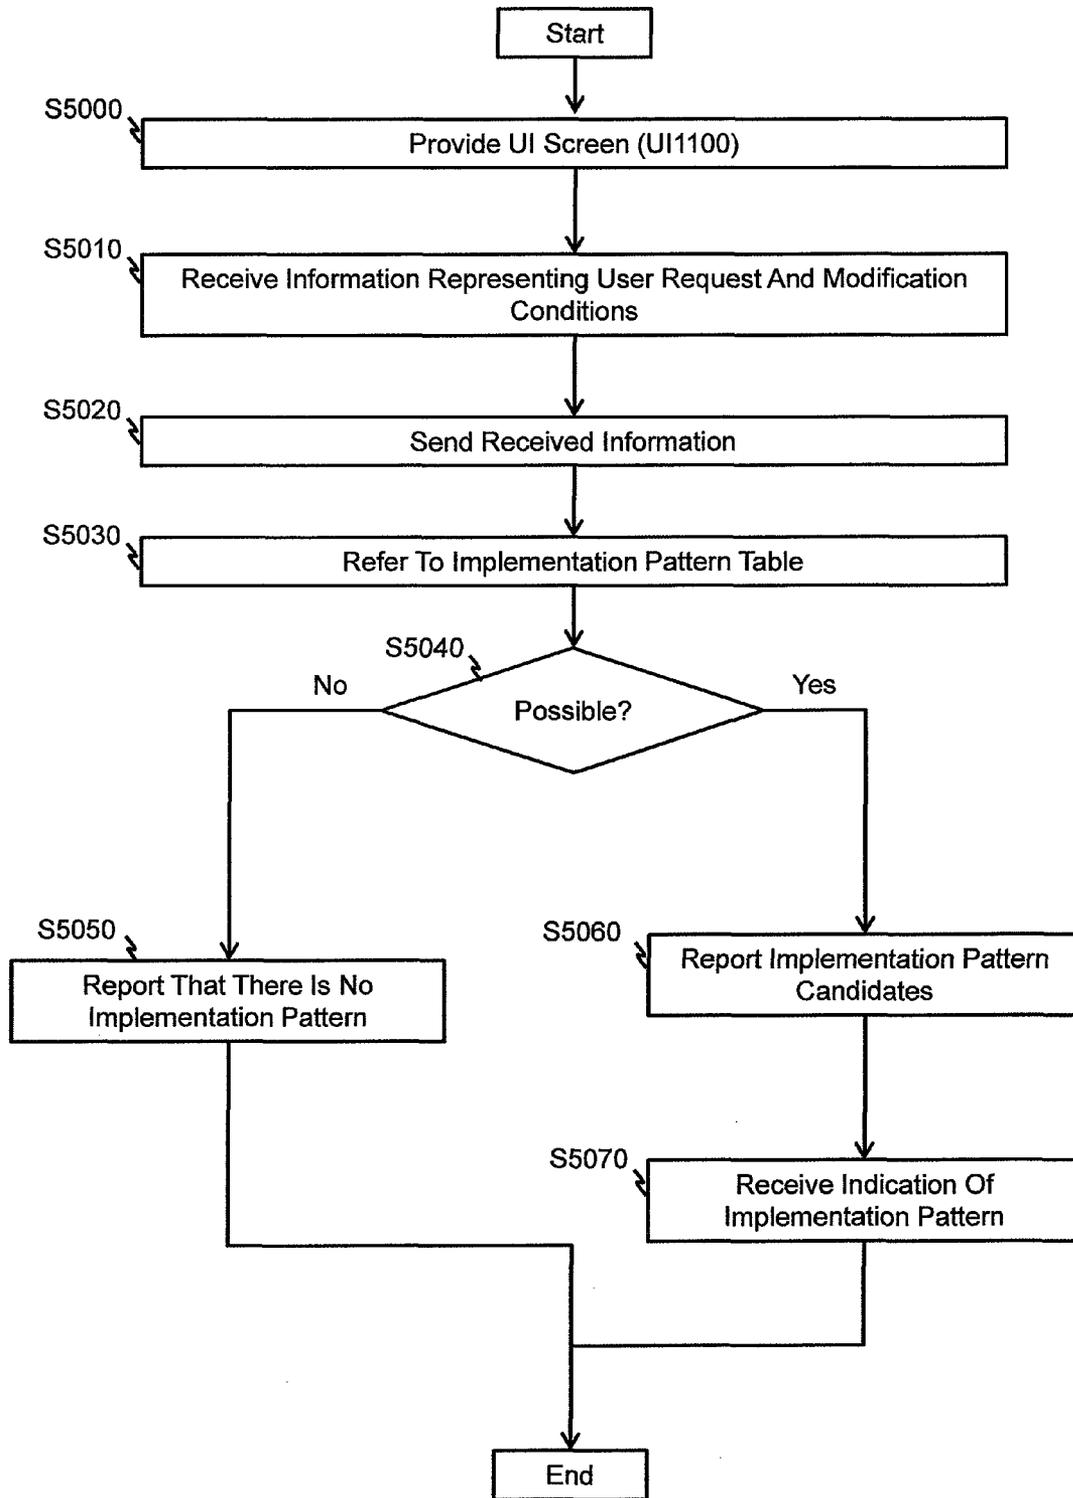 Start
S5000
Provide UI Screen (UI1100)
S5010
Receive Information Representing User Request And Modification
Conditions
S5020
Send Received Information
S5030
Refer To Implementation Pattern Table
S5040
No
Possible?
Yes
S5050
Report That There Is No
Implementation Pattern
S5060
Report Implementation Pattern
Candidates
S5070
Receive Indication Of
Implementation Pattern
End